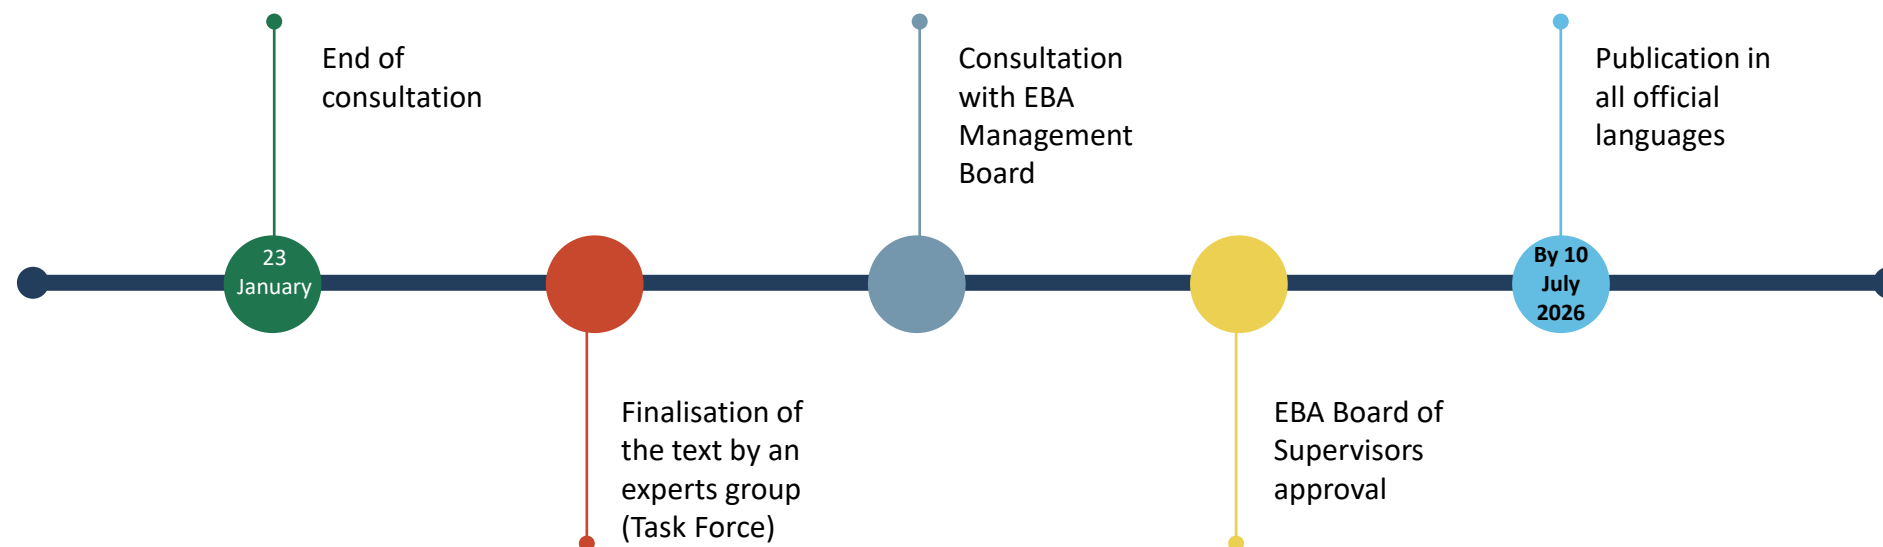 End of
consultation
23
January
Finalisation of
the text by an
experts group
(Task Force)
Consultation
with EBA
Management
Board
EBA Board of
Supervisors
approval
Publication in
all official
languages
By 10
July
2026